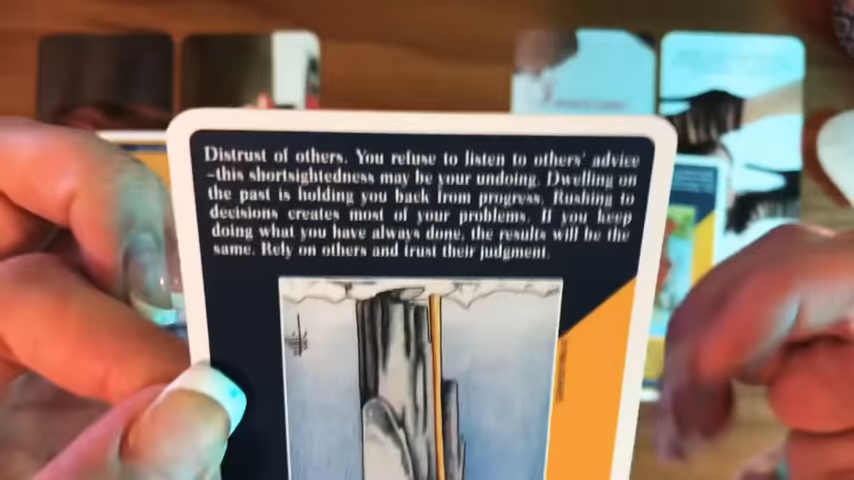 Distrust of others. You refuse to listen to others' advice
-this shortsightedness may be your undoing. Dwelling on
the past is holding you back from progress. Rushing to
decisions creates most of your problems. If you keep
doing what you have always done, the results will be the
same. Rely on others and trust their judgment.